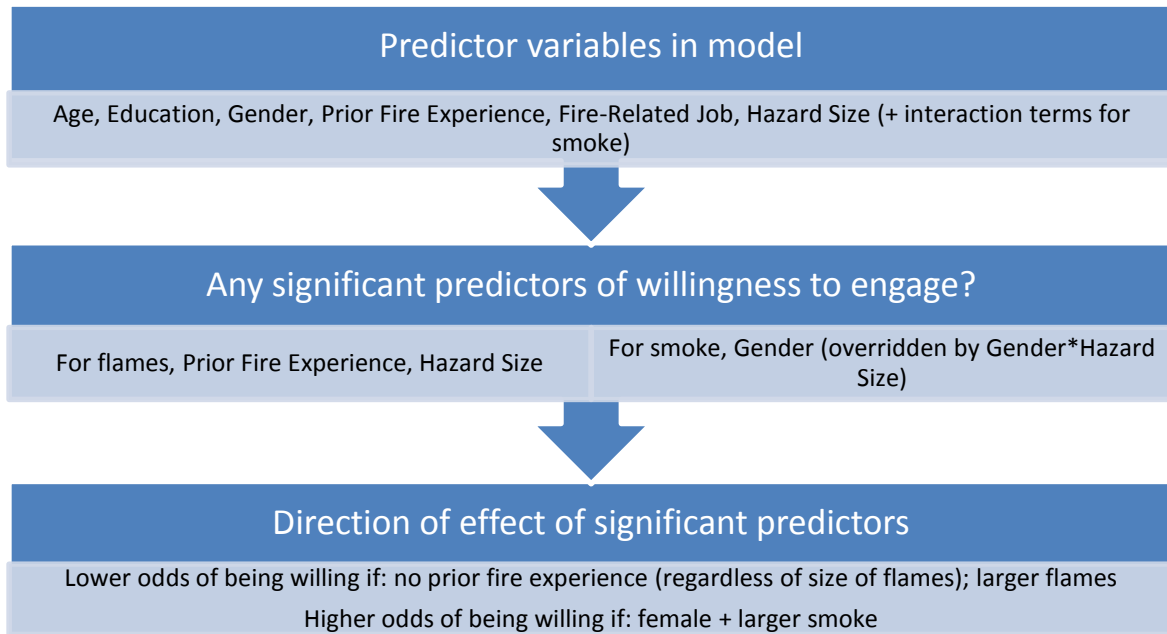 Predictor variables in model
Age, Education, Gender, Prior Fire Experience, Fire-Related Job, Hazard Size (+ interaction terms for
smoke)
Any significant predictors of willingness to engage?
For flames, Prior Fire Experience, Hazard Size
For smoke, Gender (overridden by Gender*Hazard
Size)
Direction of effect of significant predictors
Lower odds of being willing if: no prior fire experience (regardless of size of flames); larger flames
Higher odds of being willing if: female + larger smoke